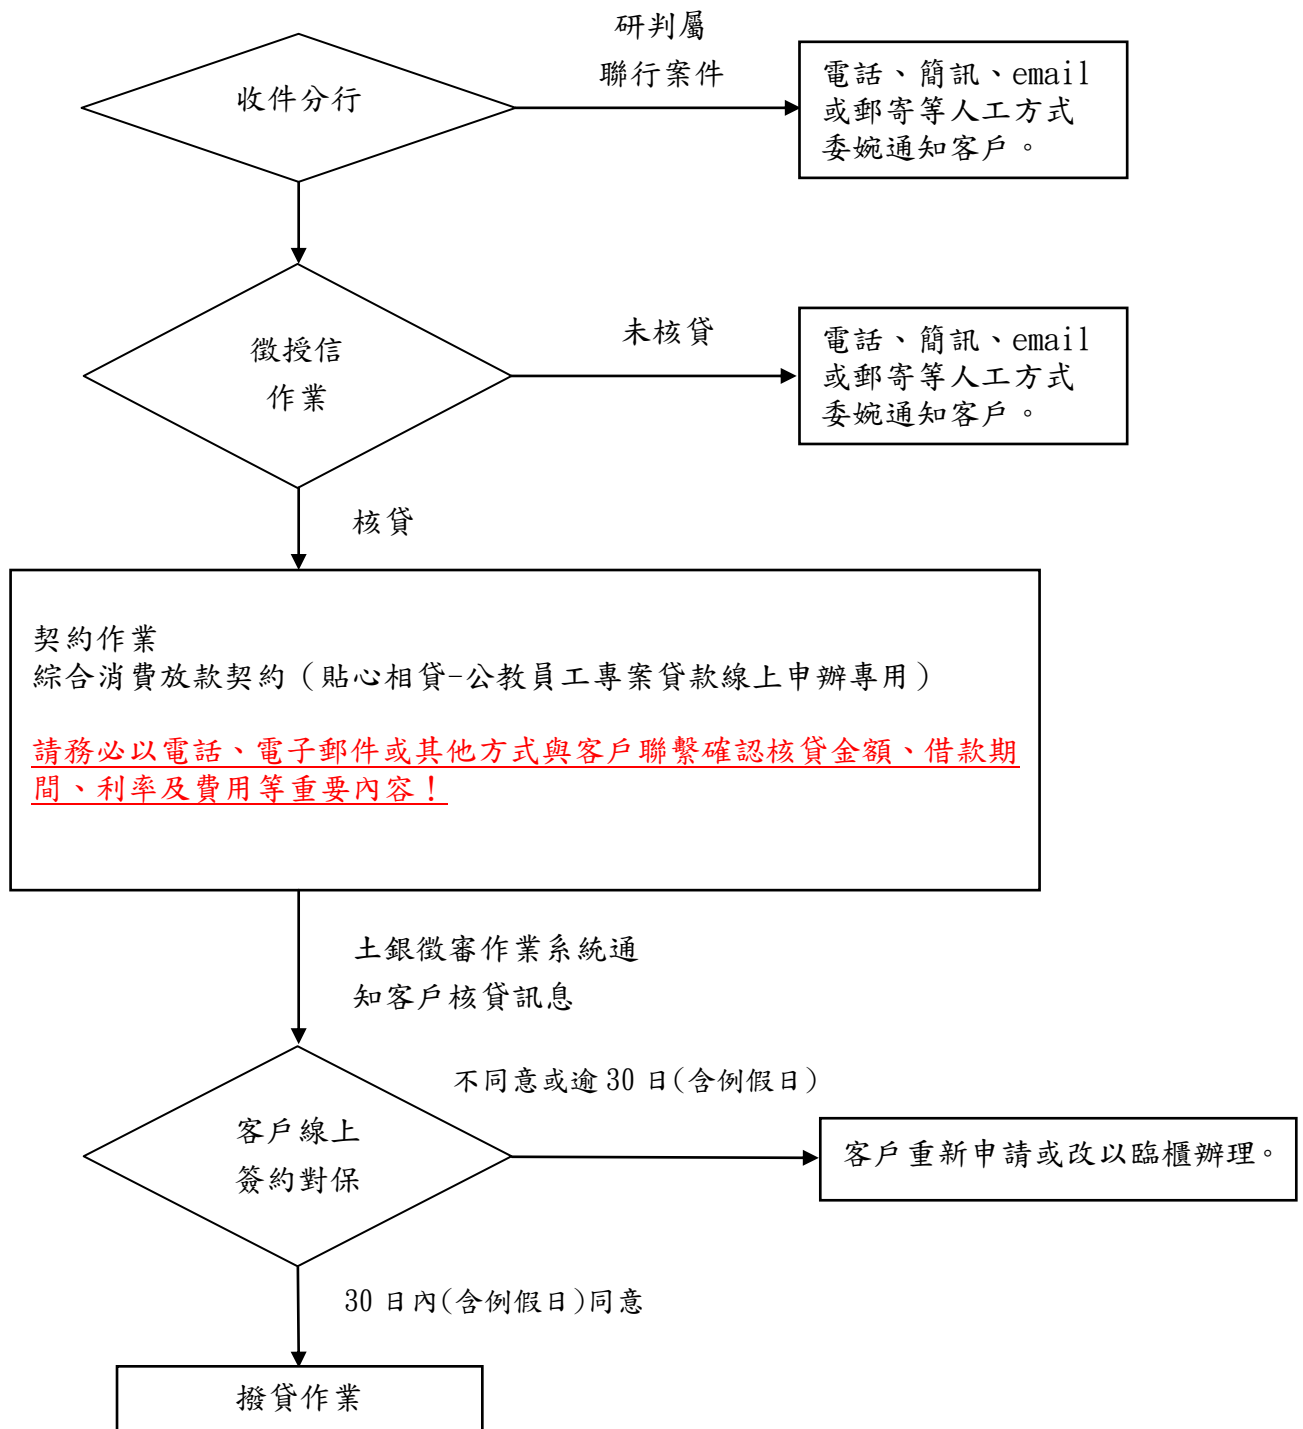 研判屬
聯行案件
收件分行
電話、簡訊、email
或郵寄等人工方式
委婉通知客戶。
徵授信
作業
未核貸
電話、簡訊、email
或郵寄等人工方式
委婉通知客戶。
核貸
契約作業
綜合消費放款契約（貼心相貸-公教員工專案貸款線上申辦專用）
請務必以電話、電子郵件或其他方式與客戶聯繫確認核貸金額、借款期
間、利率及費用等重要內容！
土銀徵審作業系統通
知客戶核貸訊息
不同意或逾 30 日(含例假日)
客戶線上
簽約對保
客戶重新申請或改以臨櫃辦理。
30 日內(含例假日)同意
撥貸作業